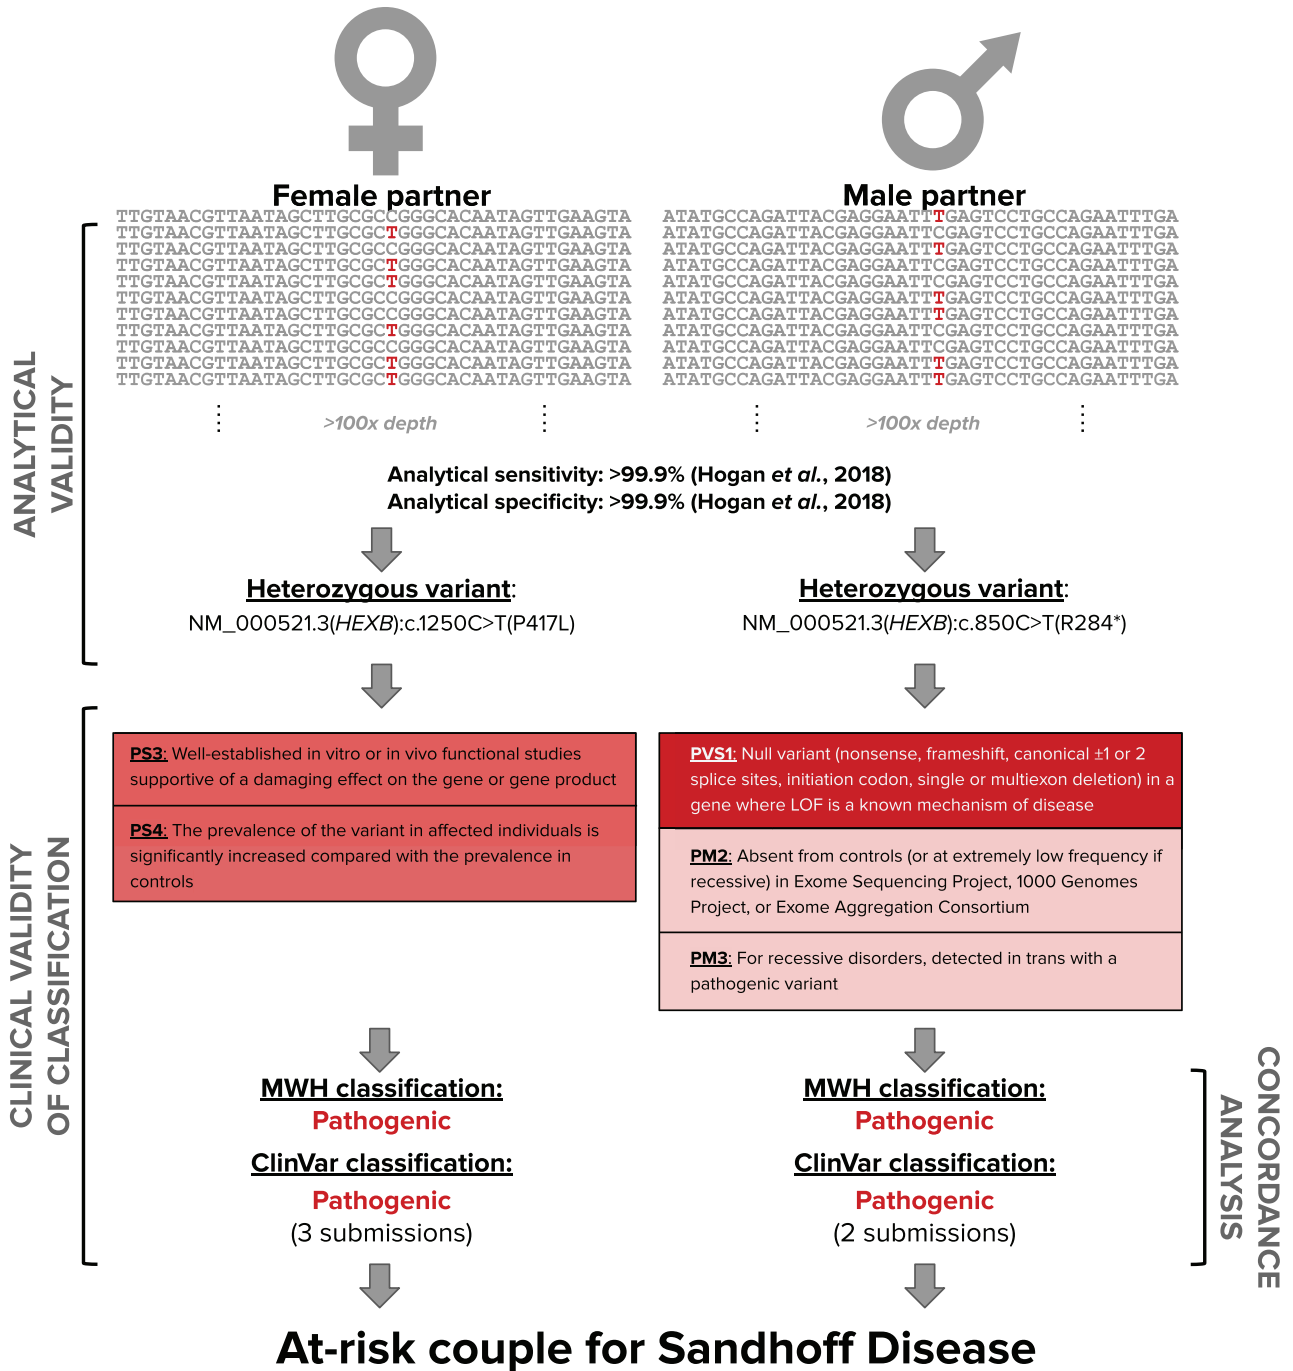 Female partner
TTGTAACGTTAATAGCTTGCGCCGGGCACAATAGTTGAAGTA
TTGTAACGTTAATAGCTTGCGCTGGGCACAATAGTTGAAGTA
TTGTAACGTTAATAGCTTGCGCCGGGCACAATAGTTGAAGTA
TTGTAACGTTAATAGCTTGCGCTGGGCACAATAGTTGAAGTA
TTGTAACGTTAATAGCTTGCGCTGGGCACAATAGTTGAAGTA
TTGTAACGTTAATAGCTTGCGCCGGGCACAATAGTTGAAGTA
TTGTAACGTTAATAGCTTGCGCCGGGCACAATAGTTGAAGTA
TTGTAACGTTAATAGCTTGCGCTGGGCACAATAGTTGAAGTA
TTGTAACGTTAATAGCTTGCGCCGGGCACAATAGTTGAAGTA
TTGTAACGTTAATAGCTTGCGCTGGGCACAATAGTTGAAGTA
TTGTAACGTTAATAGCTTGCGCTGGGCACAATAGTTGAAGTA
>100x depth
Male partner
ATATGCCAGATTACGAGGAATTTGAGTCCTGCCAGAATTTGA
ATATGCCAGATTACGAGGAATTCGAGTCCTGCCAGAATTTGA
ATATGCCAGATTACGAGGAATTTGAGTCCTGCCAGAATTTGA
ATATGCCAGATTACGAGGAATTCGAGTCCTGCCAGAATTTGA
ATATGCCAGATTACGAGGAATTCGAGTCCTGCCAGAATTTGA
ATATGCCAGATTACGAGGAATTTGAGTCCTGCCAGAATTTGA
ATATGCCAGATTACGAGGAATTTGAGTCCTGCCAGAATTTGA
ATATGCCAGATTACGAGGAATTCGAGTCCTGCCAGAATTTGA
ATATGCCAGATTACGAGGAATTCGAGTCCTGCCAGAATTTGA
ATATGCCAGATTACGAGGAATTTGAGTCCTGCCAGAATTTGA
ATATGCCAGATTACGAGGAATTTGAGTCCTGCCAGAATTTGA
>100x depth
ANALYTICAL
VALIDITY
Analytical sensitivity: >99.9% (Hogan et al., 2018)
Analytical specificity: >99.9% (Hogan et al., 2018)
Heterozygous variant:
NM_000521.3(HEXB):c.1250C>T(P417L)
Heterozygous variant:
NM_000521.3(HEXB):c.850C>T(R284*)
CLINICAL VALIDITY
OF CLASSIFICATION
PS3: Well-established in vitro or in vivo functional studies
supportive of a damaging effect on the gene or gene product
PS4: The prevalence of the variant in affected individuals is
significantly increased compared with the prevalence in
controls
PVS1: Null variant (nonsense, frameshift, canonical ±1 or 2
splice sites, initiation codon, single or multiexon deletion) in a
gene where LOF is a known mechanism of disease
PM2: Absent from controls (or at extremely low frequency if
recessive) in Exome Sequencing Project, 1000 Genomes
Project, or Exome Aggregation Consortium
PM3: For recessive disorders, detected in trans with a
pathogenic variant
MWH classification:
Pathogenic
ClinVar classification:
Pathogenic
(3 submissions)
MWH classification:
Pathogenic
ClinVar classification:
Pathogenic
(2 submissions)
CONCORDANCE
ANALYSIS
At-risk couple for Sandhoff Disease